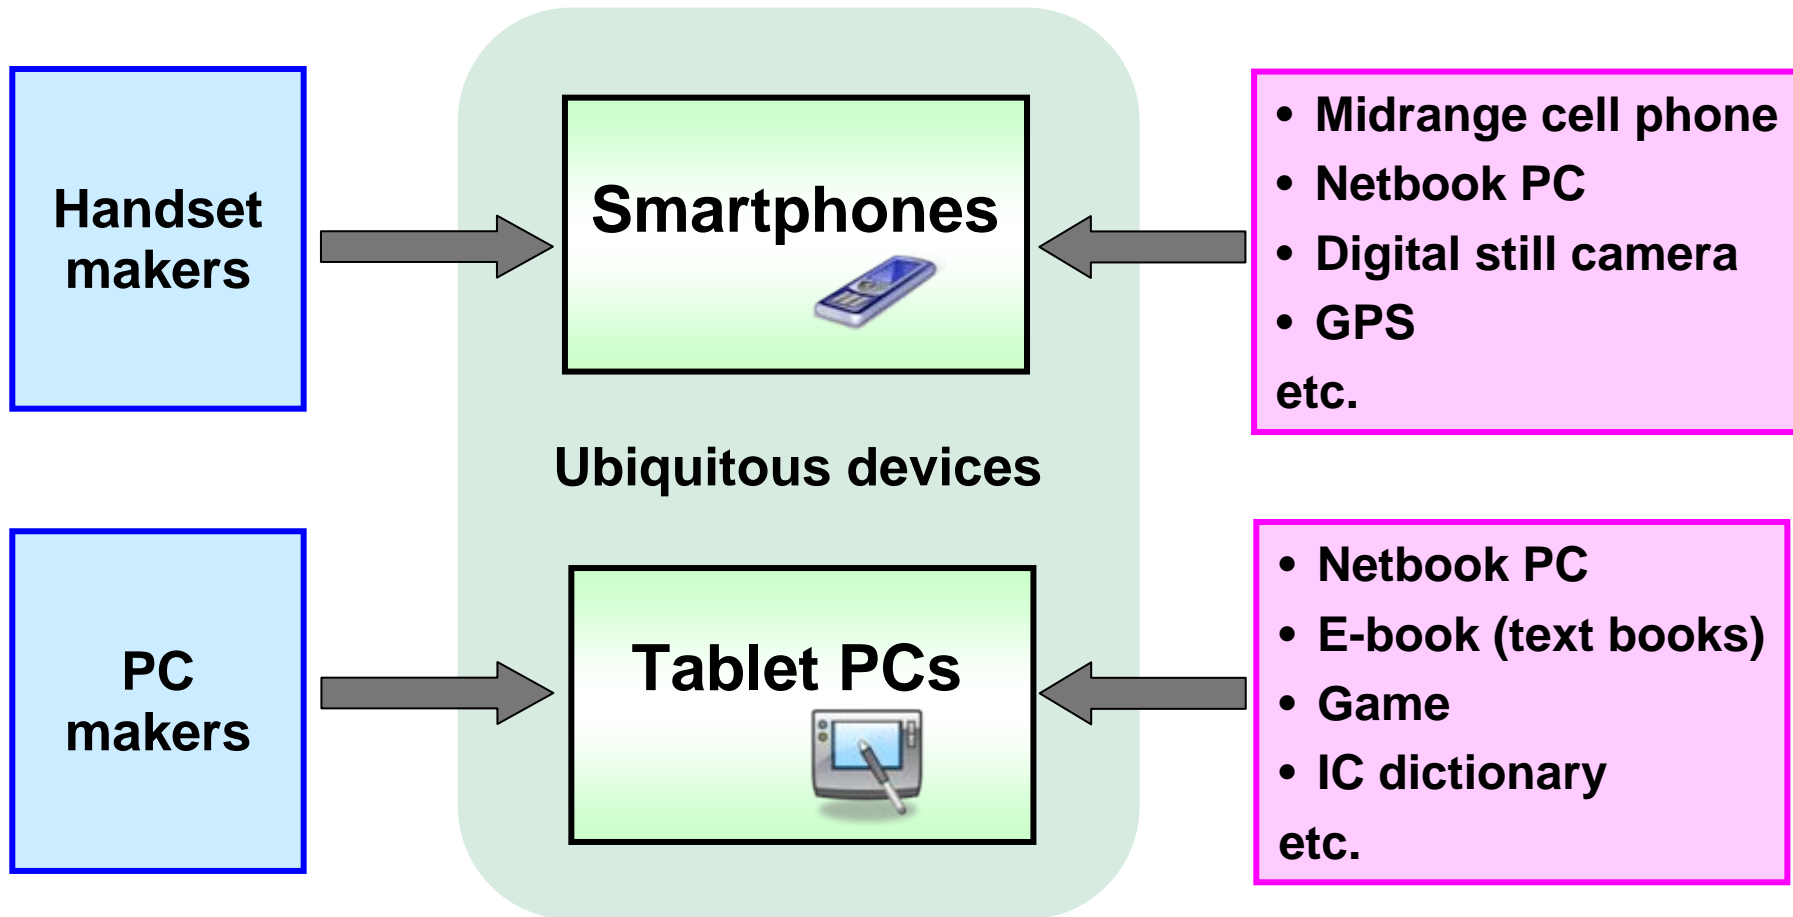 Handset
makers
Smartphones
• Midrange cell phone
• Netbook PC
• Digital still camera
• GPS
etc.
Ubiquitous devices
PC
makers
Tablet PCs
• Netbook PC
• E-book (text books)
• Game
• IC dictionary
etc.